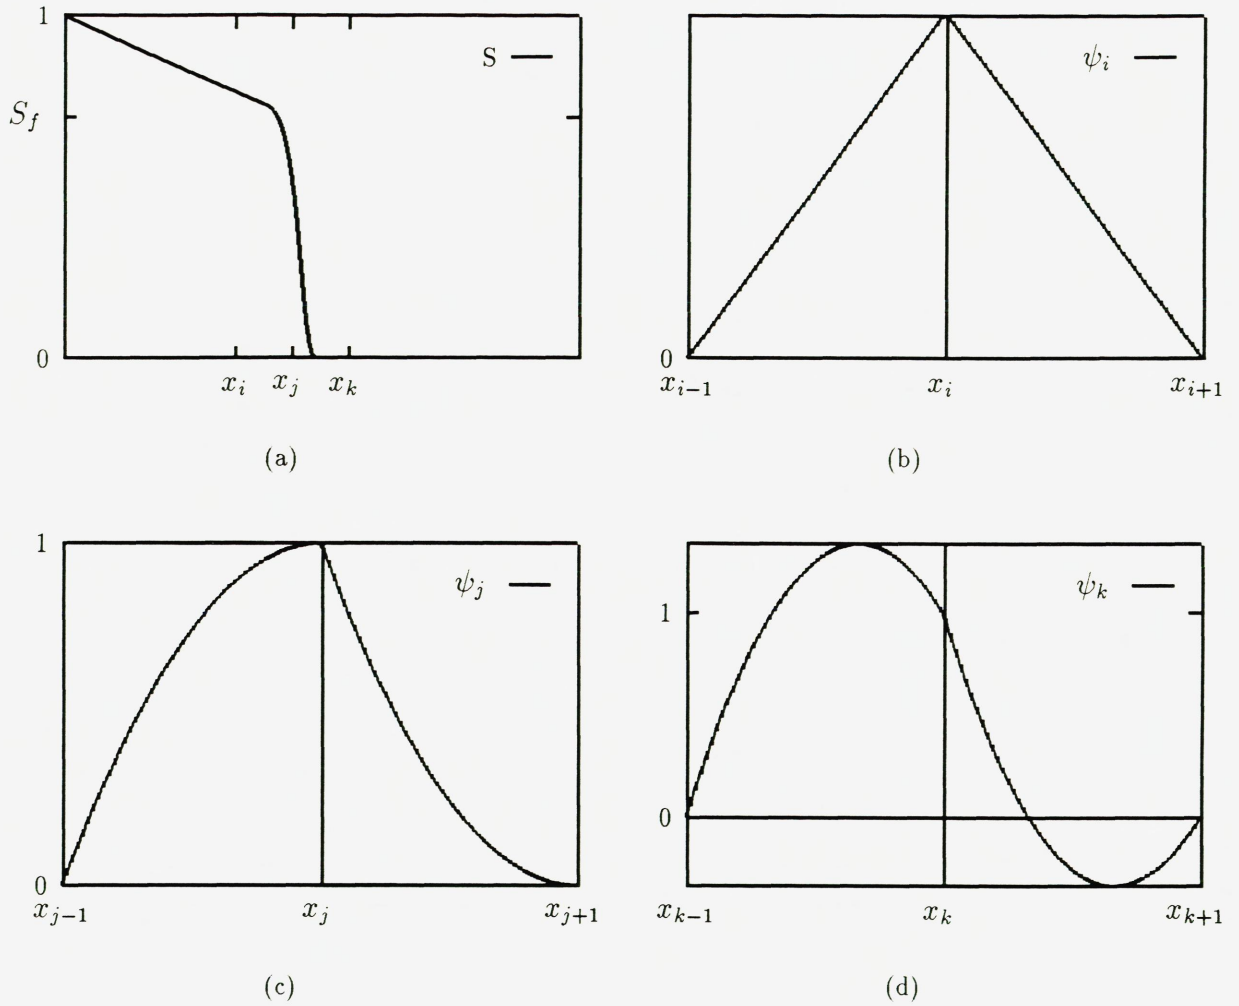 1
S
S_f
0
x_i x_j x_k
(a)
ψ_i
0
x_{i-1} x_i x_{i+1}
(b)
1
ψ_j
0
x_{j-1} x_j x_{j+1}
(c)
ψ_k
1
0
x_{k-1} x_k x_{k+1}
(d)